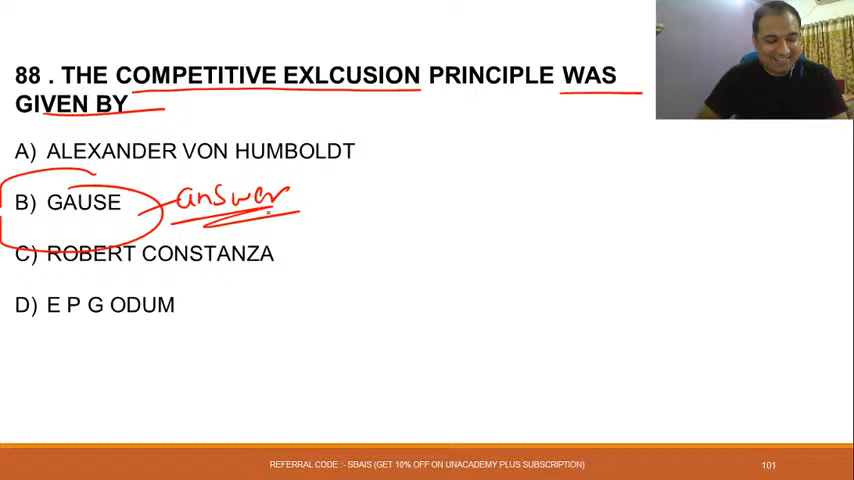 88 . THE COMPETITIVE EXLCUSION PRINCIPLE WAS
GIVEN BY
A) ALEXANDER VON HUMBOLDT
B) GAUSE
answer
C) ROBERT CONSTANZA
D) E P G ODUM
REFERRAL CODE :- SBAIS (GET 10% OFF ON UNACADEMY PLUS SUBSCRIPTION)
101